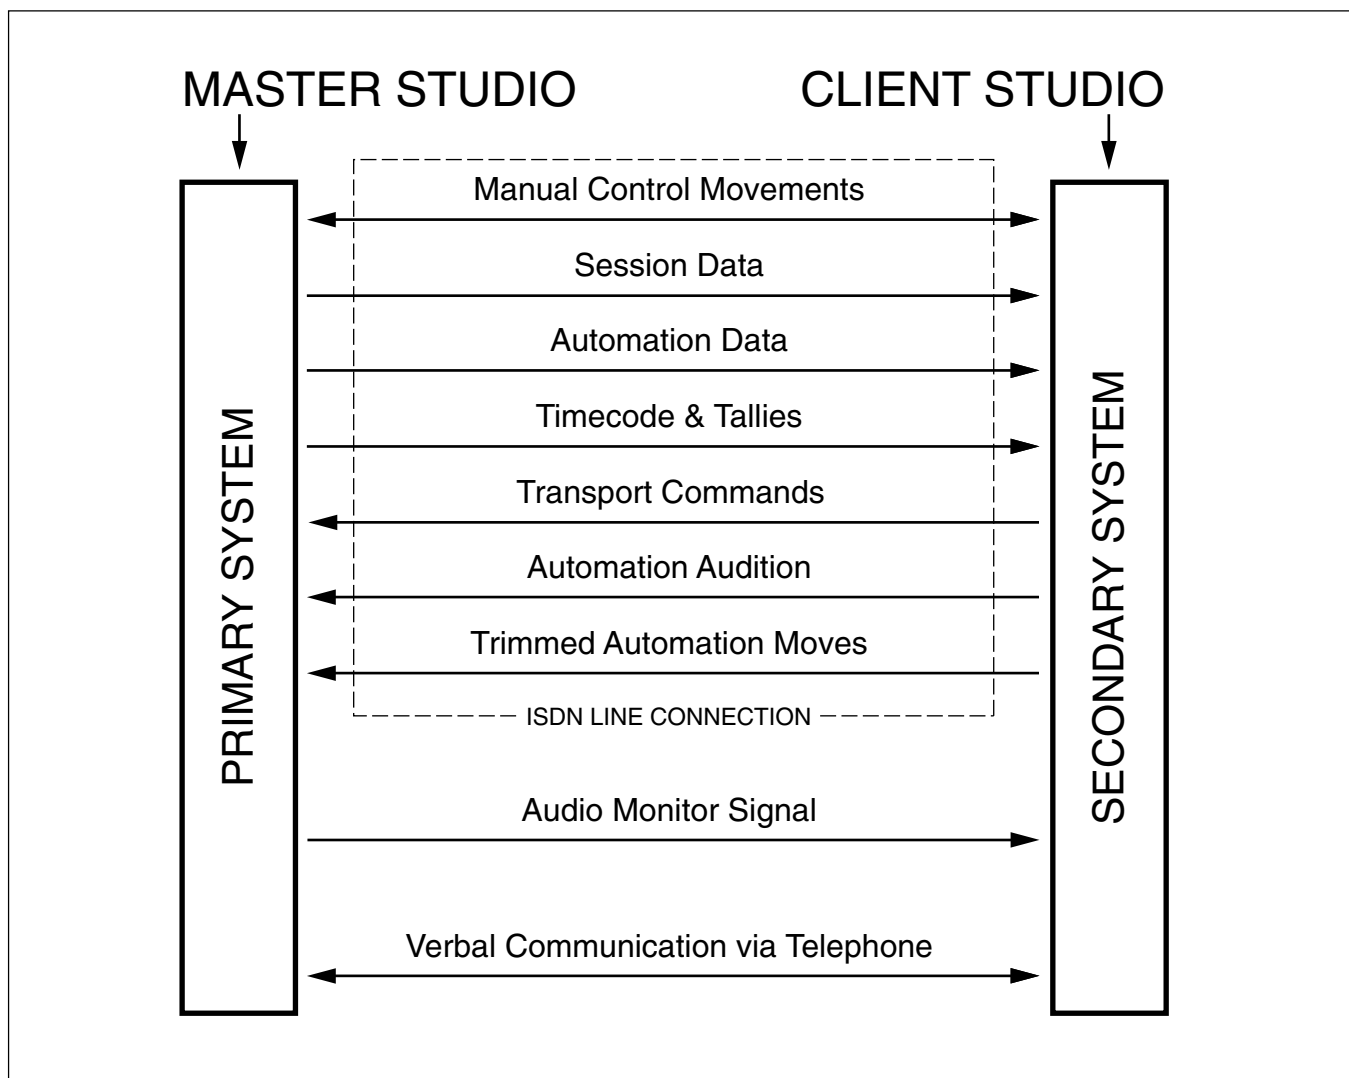 MASTER STUDIO
CLIENT STUDIO
PRIMARY SYSTEM
Manual Control Movements
Session Data
Automation Data
Timecode & Tallies
Transport Commands
Automation Audition
Trimmed Automation Moves
ISDN LINE CONNECTION
Audio Monitor Signal
Verbal Communication via Telephone
SECONDARY SYSTEM